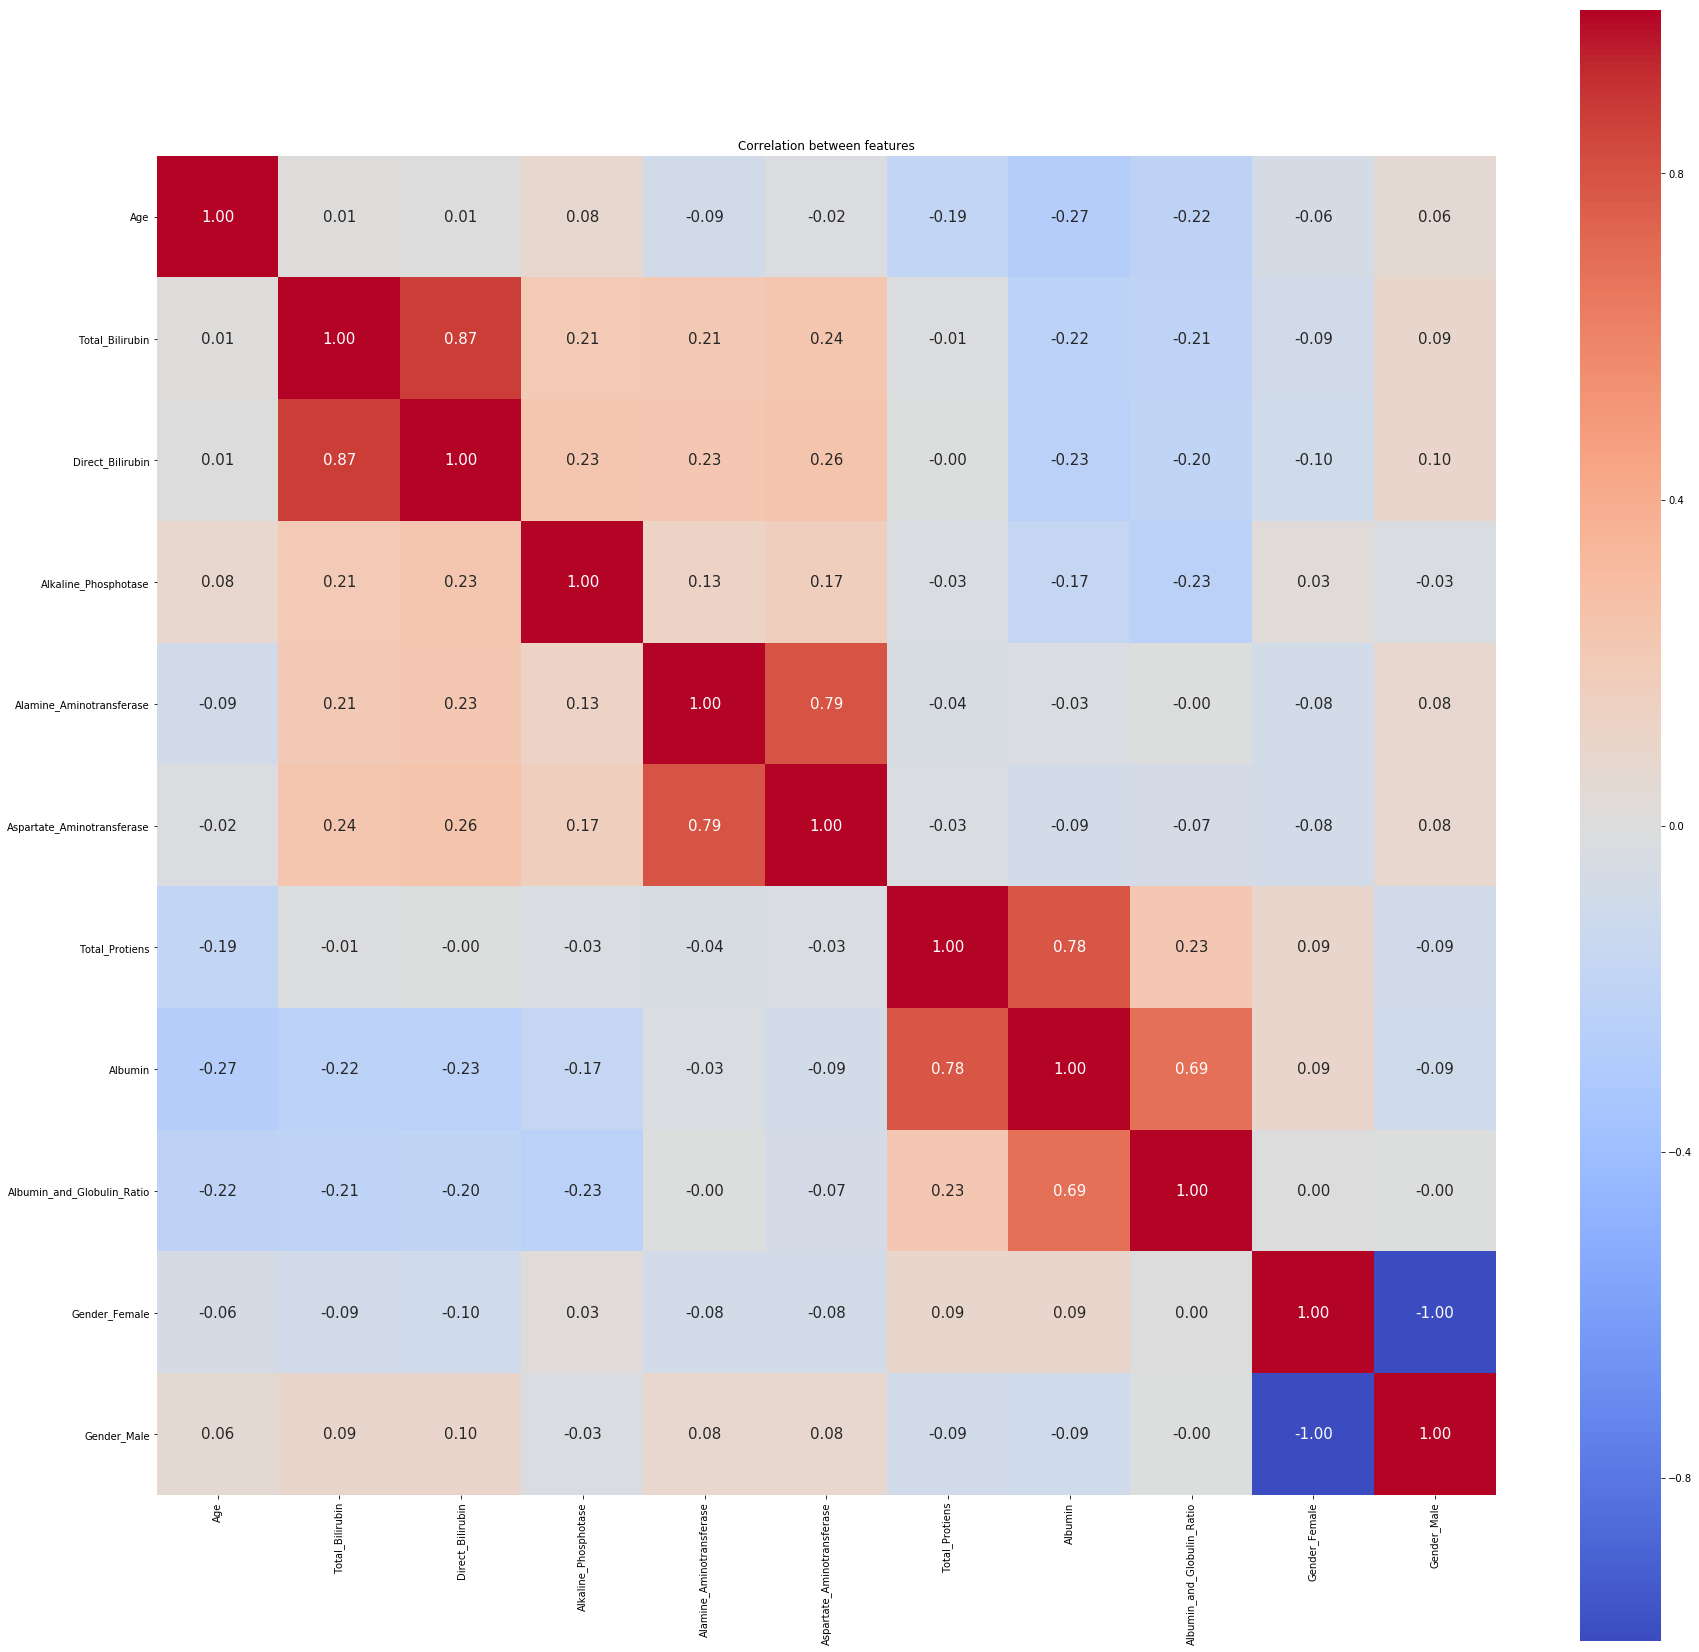 Correlation between features
Age 1.00 0.01 0.01 0.08 -0.09 -0.02 -0.19 -0.27 -0.22 -0.06 0.06
Total_Bilirubin 0.01 1.00 0.87 0.21 0.21 0.24 -0.01 -0.22 -0.21 -0.09 0.09
Direct_Bilirubin 0.01 0.87 1.00 0.23 0.23 0.26 -0.00 -0.23 -0.20 -0.10 0.10
Alkaline_Phosphotase 0.08 0.21 0.23 1.00 0.13 0.17 -0.03 -0.17 -0.23 0.03 -0.03
Alamine_Aminotransferase -0.09 0.21 0.23 0.13 1.00 0.79 -0.04 -0.03 -0.00 -0.08 0.08
Aspartate_Aminotransferase -0.02 0.24 0.26 0.17 0.79 1.00 -0.03 -0.09 -0.07 -0.08 0.08
Total_Protiens -0.19 -0.01 -0.00 -0.03 -0.04 -0.03 1.00 0.78 0.23 0.09 -0.09
Albumin -0.27 -0.22 -0.23 -0.17 -0.03 -0.09 0.78 1.00 0.69 0.09 -0.09
Albumin_and_Globulin_Ratio -0.22 -0.21 -0.20 -0.23 -0.00 -0.07 0.23 0.69 1.00 0.00 -0.00
Gender_Female -0.06 -0.09 -0.10 0.03 -0.08 -0.08 0.09 0.09 0.00 1.00 -1.00
Gender_Male 0.06 0.09 0.10 -0.03 0.08 0.08 -0.09 -0.09 -0.00 -1.00 1.00
Age
Total_Bilirubin
Direct_Bilirubin
Alkaline_Phosphotase
Alamine_Aminotransferase
Aspartate_Aminotransferase
Total_Protiens
Albumin
Albumin_and_Globulin_Ratio
Gender_Female
Gender_Male
0.8
0.4
0.0
−0.4
−0.8